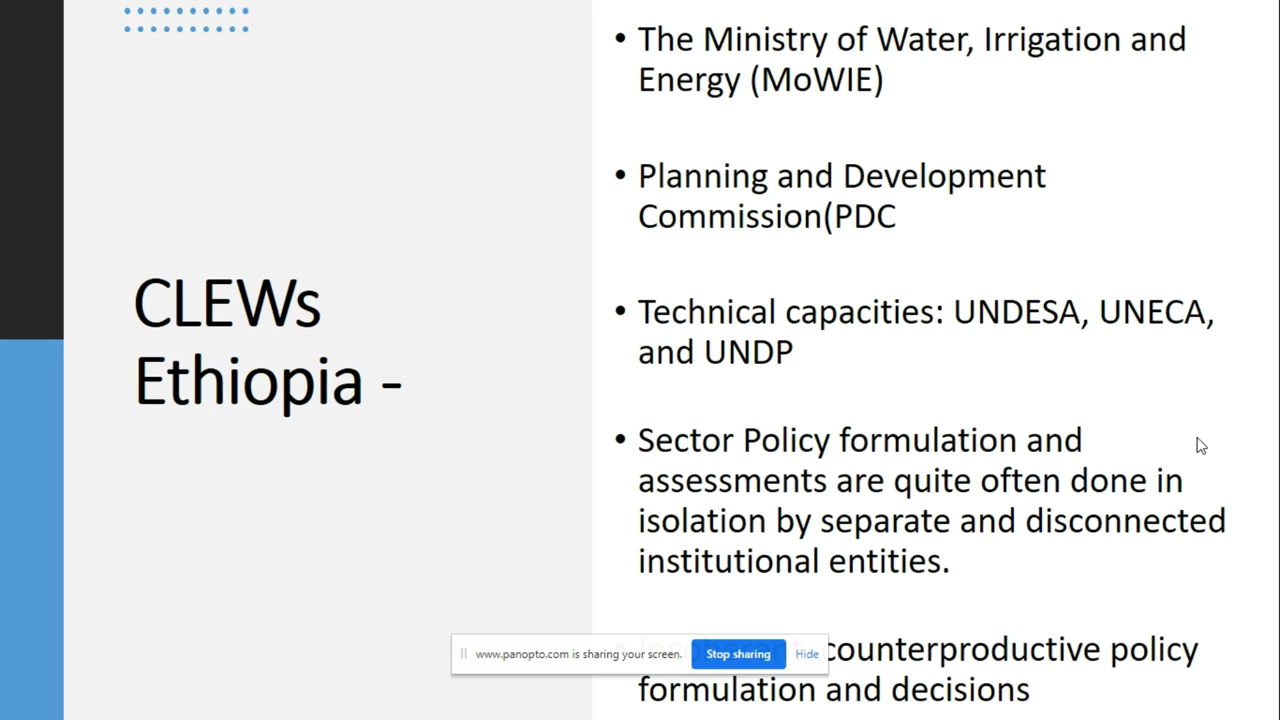 CLEWs
Ethiopia -
• The Ministry of Water, Irrigation and
Energy (MoWIE)
• Planning and Development
Commission(PDC
• Technical capacities: UNDESA, UNECA,
and UNDP
• Sector Policy formulation and
assessments are quite often done in
isolation by separate and disconnected
institutional entities.
counterproductive policy
formulation and decisions
www.panopto.com is sharing your screen. Stop sharing Hide